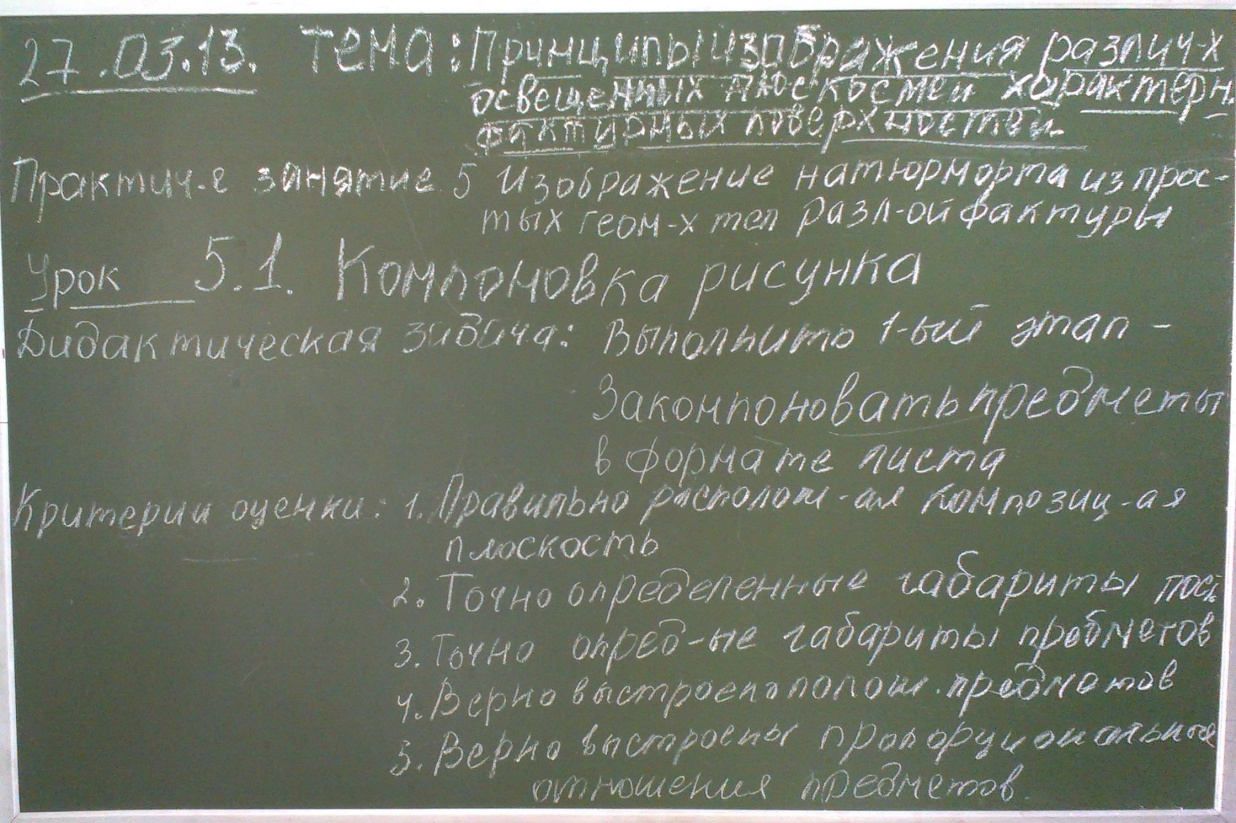 27.03.13. Тема: Принципы изображения различ-х
освещенных плоскостей характерн.
фактурных поверхностей.
Практич-е занятие 5 Изображение натюрморта из прос-
тых геом-х тел разл-ой фактуры
Урок 5.1. Компоновка рисунка
Дидактическая задача: Выполнить 1-ый этап -
Закомпоновать предметы
в формате листа
Критерии оценки: 1. Правильно располож-ая композиц-ая
плоскость
2. Точно определенные габариты
3. Точно опред-ые габариты предметов
4. Верно выстроены полож. предметов
5. Верно выстроены пропорциональные
отношения предметов.